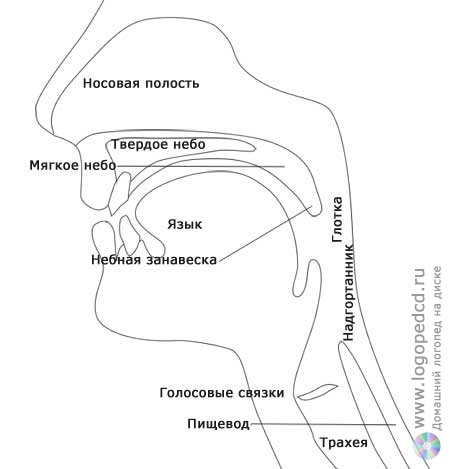 Носовая полость
Твердое небо
Мягкое небо
Язык
Глотка
Небная занавеска
Надгортанник
Голосовые связки
Пищевод
Трахея
www.logopedcd.ru
Домашний логопед на диске